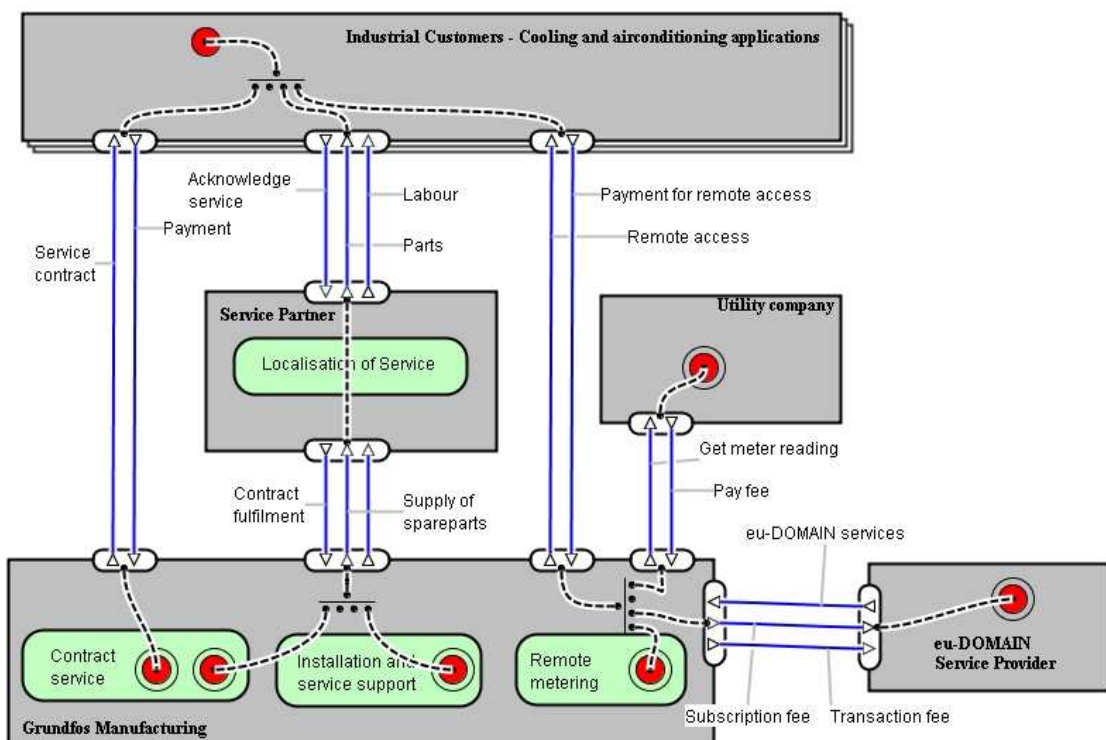 Industrial Customers - Cooling and airconditioning applications
Acknowledge
service
Labour
Payment for remote access
Payment
Parts
Remote access
Service
contract
Service Partner
Utility company
Localisation of Service
Get meter reading
Contract
fulfilment
Supply of
spareparts
Pay fee
eu-DOMAIN services
Contract
service
Installation and
service support
Remote
metering
eu-DOMAIN
Service Provider
Grundfos Manufacturing
Subscription fee
Transaction fee